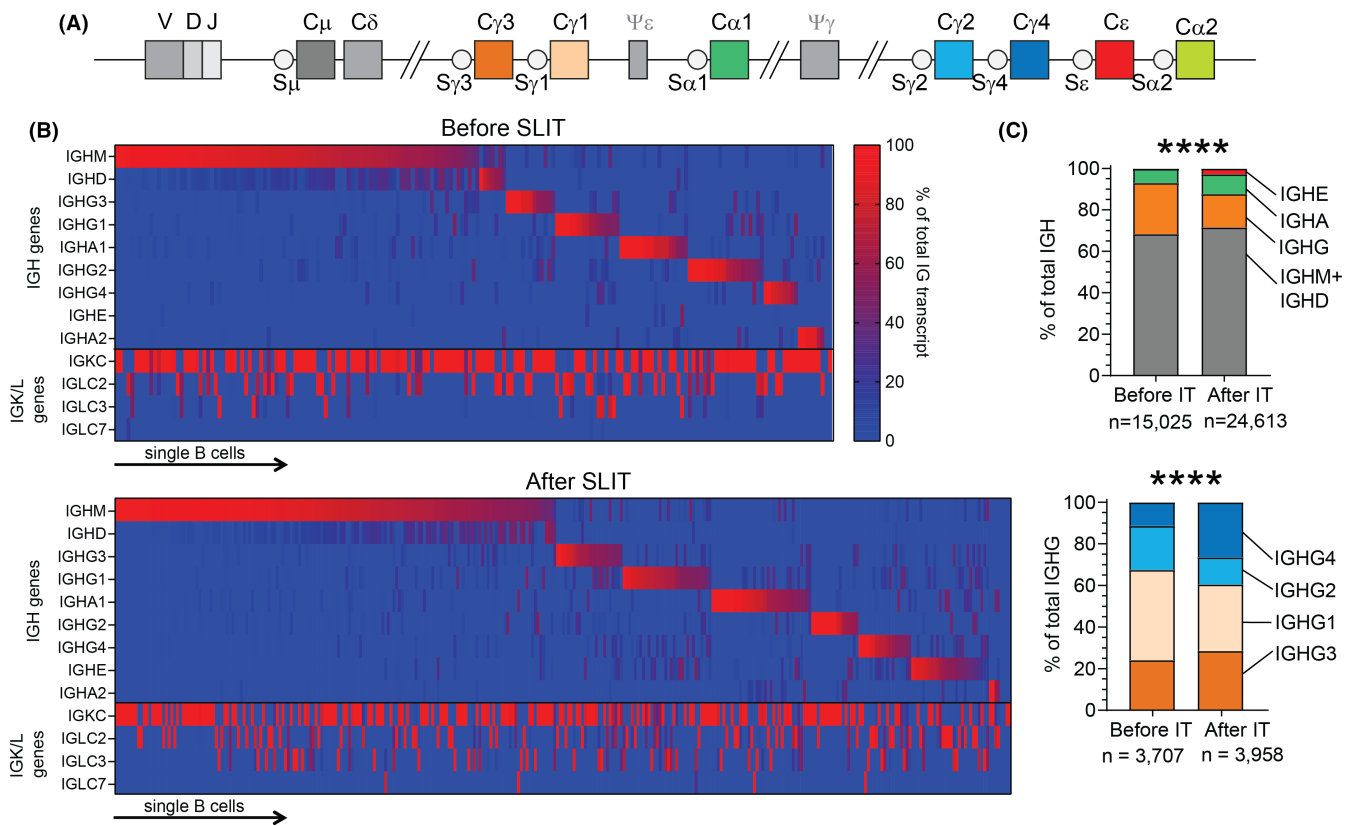 (A)
V D J Cμ Cδ Cγ3 Cγ1 Ψε Cα1 Ψγ Cγ2 Cγ4 Cε Cα2
Sμ Sγ3 Sγ1 Sα1 Sγ2 Sγ4 Sε Sα2
(B)
Before SLIT
IGH genes
IGHM
IGHD
IGHG3
IGHG1
IGHA1
IGHG2
IGHG4
IGHE
IGHA2
IGK/L
genes
IGKC
IGLC2
IGLC3
IGLC7
single B cells
100
80
60
40
20
0
% of total IG transcript
After SLIT
IGH genes
IGHM
IGHD
IGHG3
IGHG1
IGHA1
IGHG2
IGHG4
IGHE
IGHA2
IGK/L
genes
IGKC
IGLC2
IGLC3
IGLC7
single B cells
(C)
****
% of total IGH
100
80
60
40
20
0
IGHE
IGHA
IGHG
IGHM+
IGHD
Before IT After IT
n=15,025 n=24,613
****
% of total IGHG
100
80
60
40
20
0
IGHG4
IGHG2
IGHG1
IGHG3
Before IT After IT
n = 3,707 n = 3,958